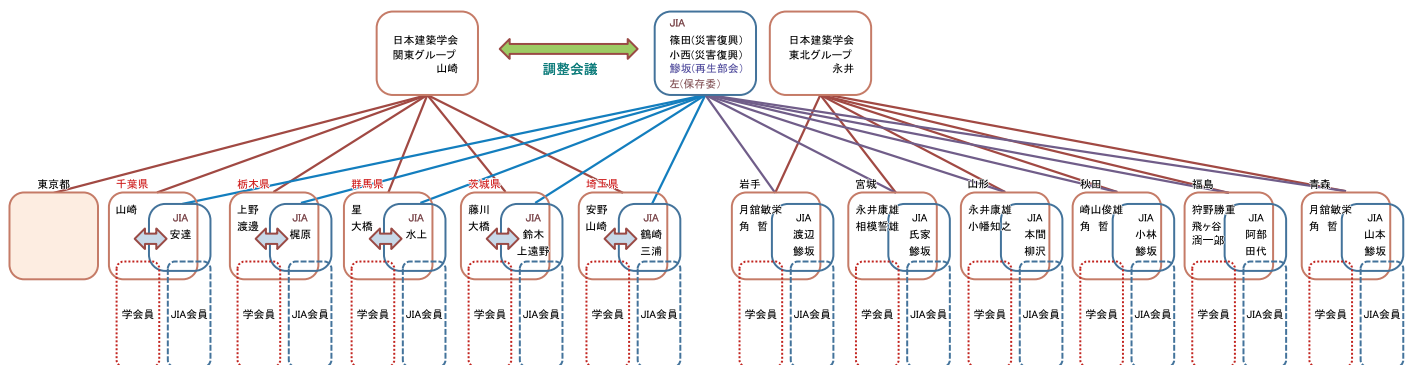 日本建築学会
関東グループ
山崎
調整会議
JIA
篠田(災害復興)
小西(災害復興)
鰺坂(再生部会)
左(保存委)
日本建築学会
東北グループ
永井
東京都
千葉県
山崎
JIA
安達
学会員
JIA会員
栃木県
上野
渡邊
JIA
梶原
学会員
JIA会員
群馬県
星
大橋
JIA
水上
学会員
JIA会員
茨城県
藤川
大橋
JIA
鈴木
上遠野
学会員
JIA会員
埼玉県
安野
山崎
JIA
鶴崎
三浦
学会員
JIA会員
岩手
月舘敏栄
角 哲
JIA
渡辺
鰺坂
学会員
JIA会員
宮城
永井康雄
相模誓雄
JIA
氏家
鰺坂
学会員
JIA会員
山形
永井康雄
小幡知之
JIA
本間
柳沢
学会員
JIA会員
秋田
崎山俊雄
角 哲
JIA
小林
鰺坂
学会員
JIA会員
福島
狩野勝重
飛ヶ谷
潤一郎
JIA
阿部
田代
学会員
JIA会員
青森
月舘敏栄
角 哲
JIA
山本
鰺坂
学会員
JIA会員